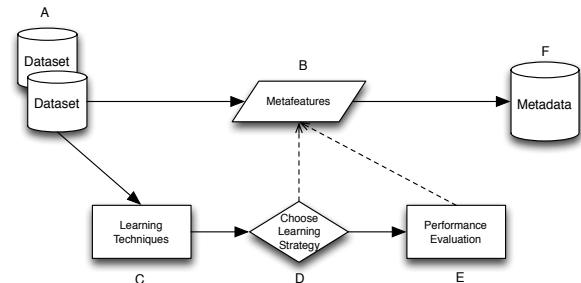 A
Dataset
Dataset
B
Metafeatures
F
Metadata
Learning
Techniques
C
Choose
Learning
Strategy
D
Performance
Evaluation
E